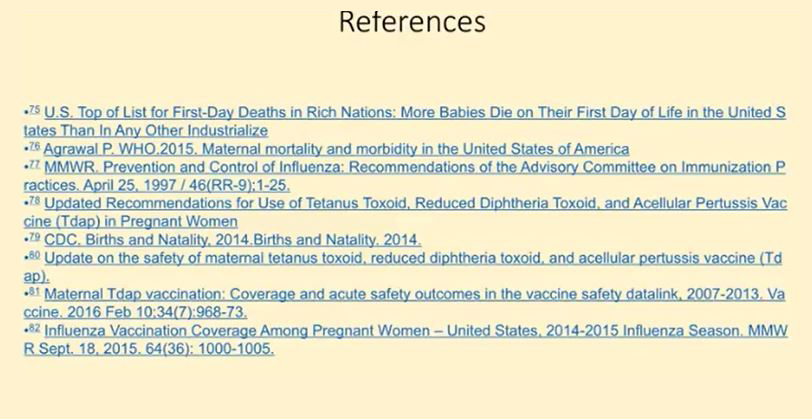 References
•75 U.S. Top of List for First-Day Deaths in Rich Nations: More Babies Die on Their First Day of Life in the United S
tates Than In Any Other Industrialize
•76 Agrawal P. WHO.2015. Maternal mortality and morbidity in the United States of America
•77 MMWR. Prevention and Control of Influenza: Recommendations of the Advisory Committee on Immunization P
ractices. April 25, 1997 / 46(RR-9);1-25.
•78 Updated Recommendations for Use of Tetanus Toxoid, Reduced Diphtheria Toxoid, and Acellular Pertussis Vac
cine (Tdap) in Pregnant Women
•79 CDC. Births and Natality, 2014.Births and Natality. 2014.
•80 Update on the safety of maternal tetanus toxoid, reduced diphtheria toxoid, and acellular pertussis vaccine (Td
ap).
•81 Maternal Tdap vaccination: Coverage and acute safety outcomes in the vaccine safety datalink, 2007-2013. Va
ccine. 2016 Feb 10;34(7):968-73.
•82 Influenza Vaccination Coverage Among Pregnant Women – United States, 2014-2015 Influenza Season. MMW
R Sept. 18, 2015. 64(36): 1000-1005.